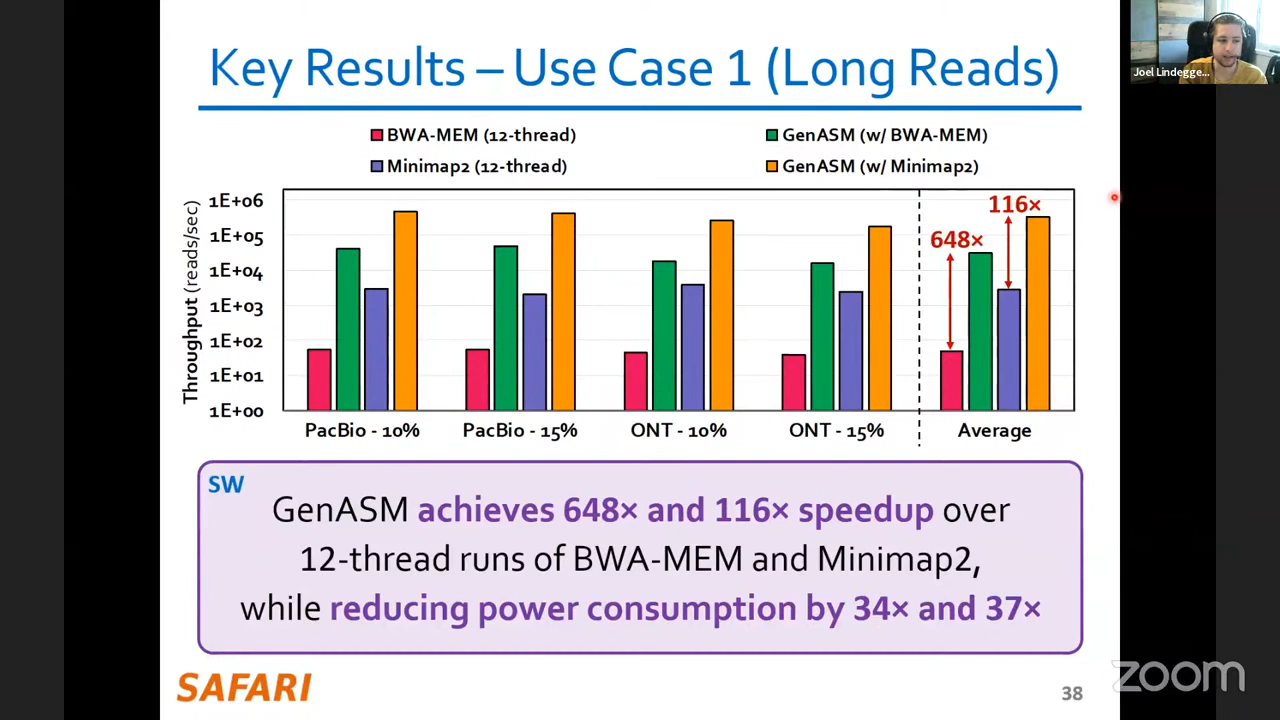 Key Results – Use Case 1 (Long Reads)
Joel Lindegge...
BWA-MEM (12-thread)
GenASM (w/ BWA-MEM)
Minimap2 (12-thread)
GenASM (w/ Minimap2)
Throughput (reads/sec)
1E+06
1E+05
1E+04
1E+03
1E+02
1E+01
1E+00
648×
116×
PacBio - 10%
PacBio - 15%
ONT - 10%
ONT - 15%
Average
SW
GenASM achieves 648× and 116× speedup over
12-thread runs of BWA-MEM and Minimap2,
while reducing power consumption by 34× and 37×
SAFARI
38
zoom